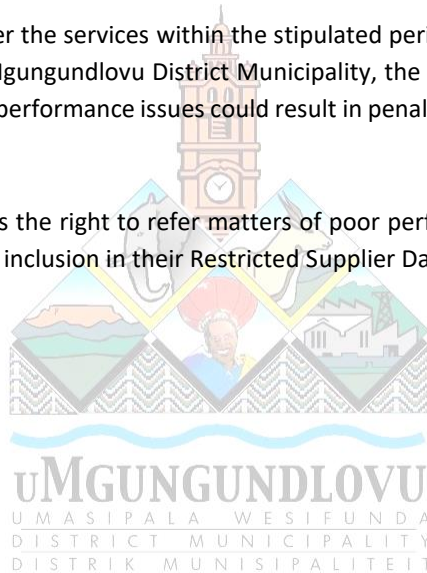 er the services within the stipulated peri
Mgungundlovu District Municipality, the
performance issues could result in penal
s the right to refer matters of poor perf
inclusion in their Restricted Supplier Da
UMGUNGUNDLOVU
UMASIPALA WESIFUNDA
DISTRICT MUNICIPALITY
DISTRIK MUNISIPALITEIT